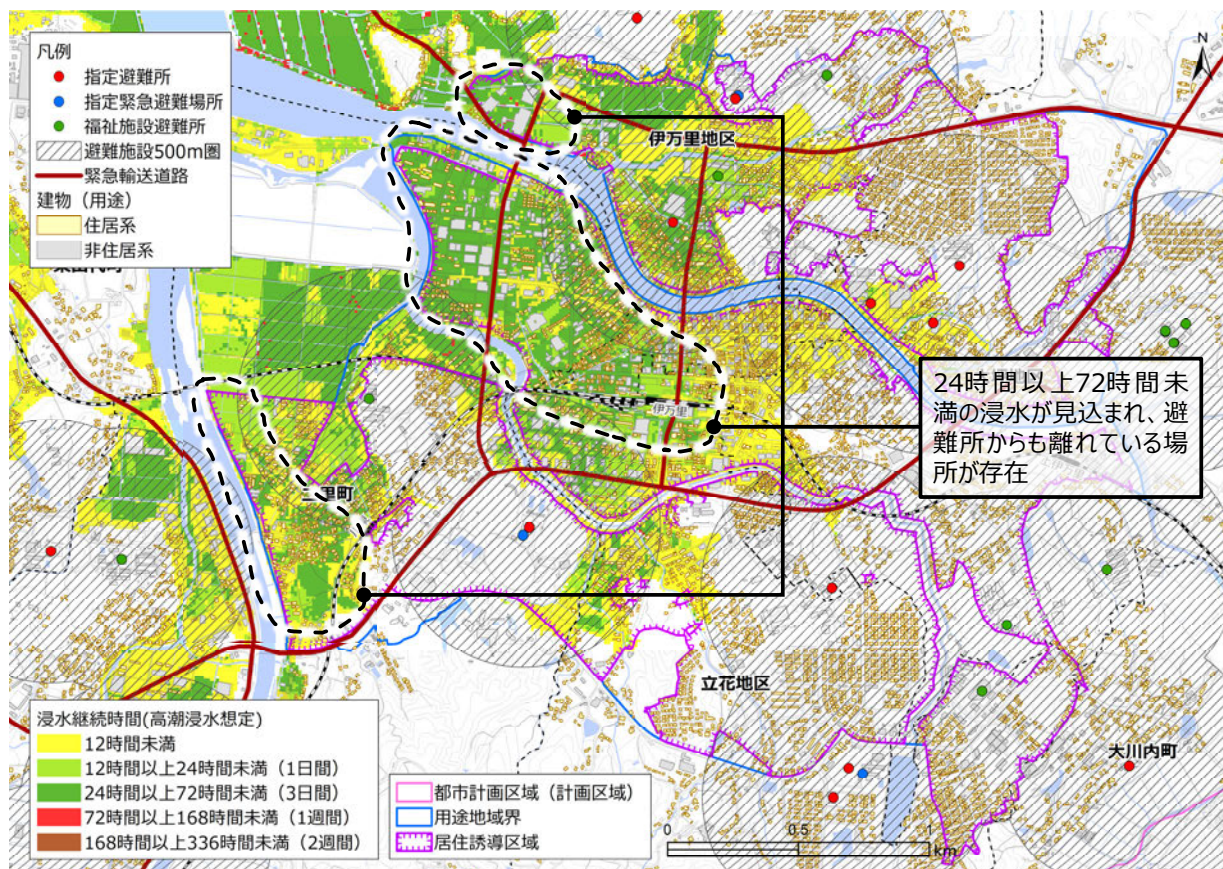 凡例
指定避難所
指定緊急避難場所
福祉施設避難所
避難施設500m圏
緊急輸送道路
建物（用途）
住居系
非住居系
N
伊万里地区
伊万里
24時間以上72時間未
満の浸水が見込まれ、避
難所からも離れている場
所が存在
二里町
立花地区
大川内町
浸水継続時間(高潮浸水想定)
12時間未満
12時間以上24時間未満（1日間）
24時間以上72時間未満（3日間）
72時間以上168時間未満（1週間）
168時間以上336時間未満（2週間）
都市計画区域（計画区域）
用途地域界
居住誘導区域
0 0.5 1
km